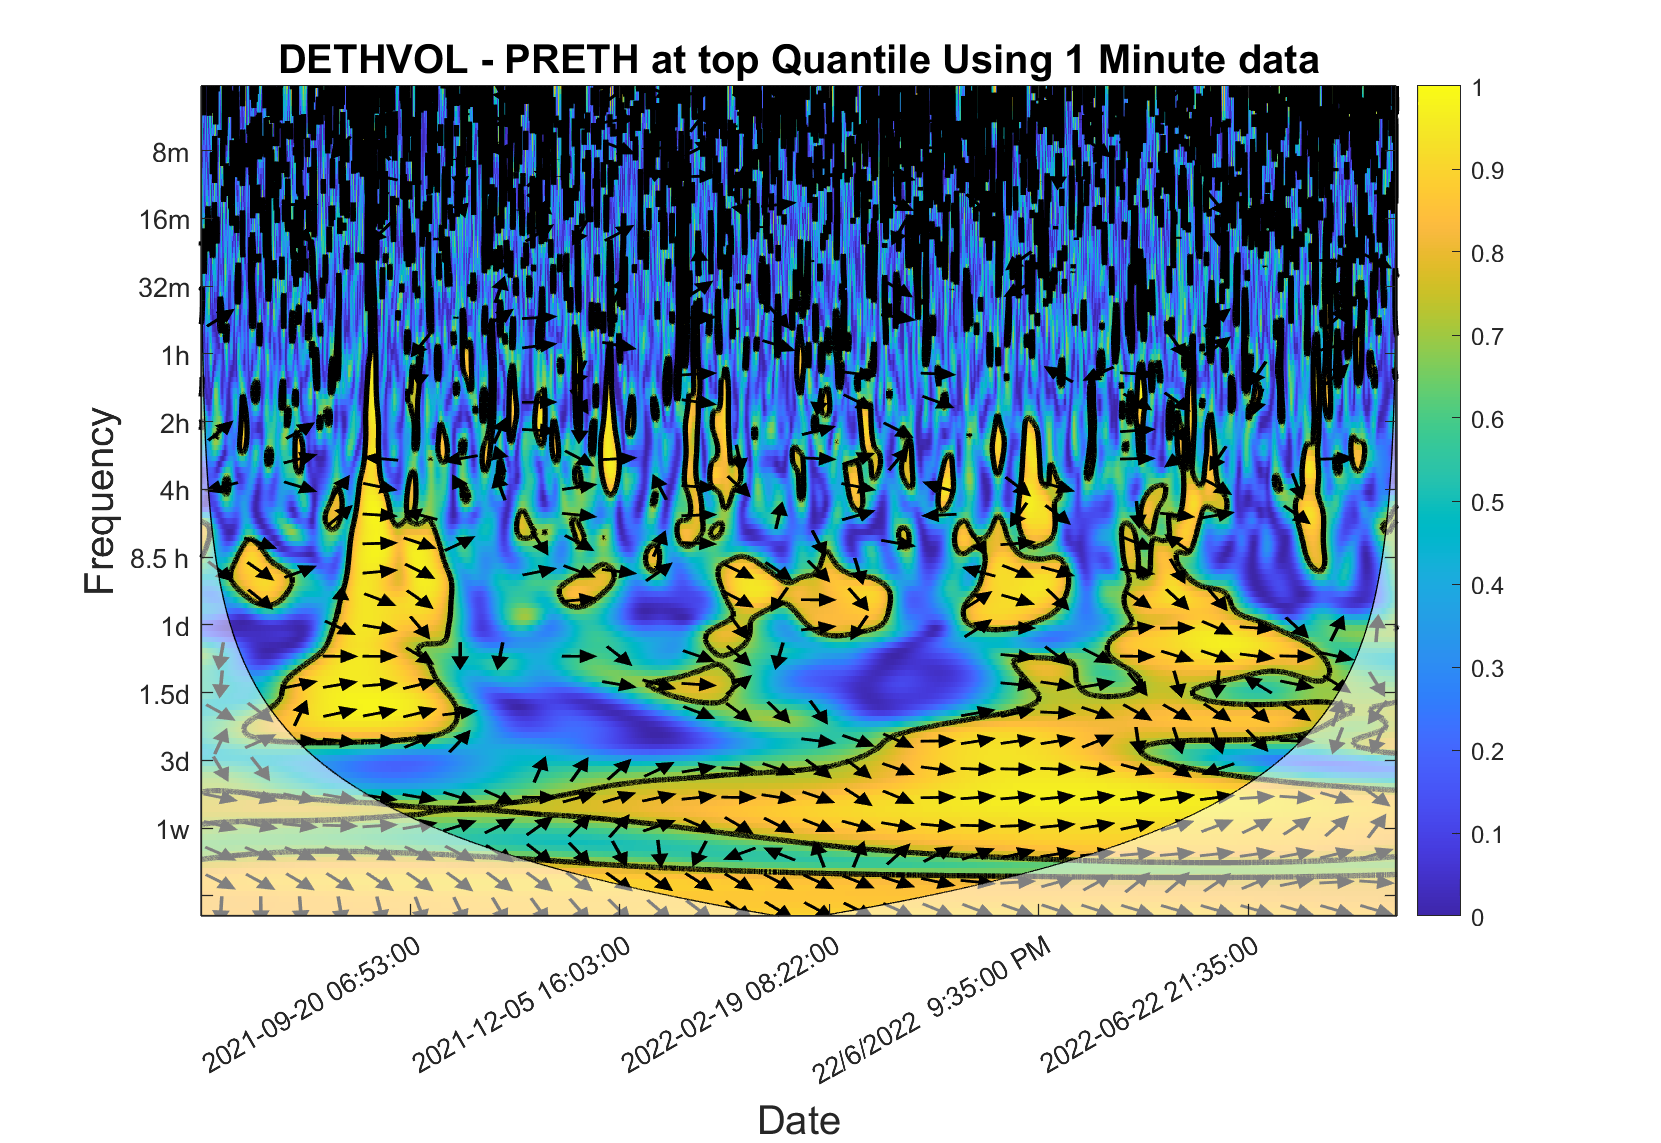 DETHVOL - PRETH at top Quantile Using 1 Minute data
Frequency
8m
16m
32m
1h
2h
4h
8.5 h
1d
1.5d
3d
1w
1
0.9
0.8
0.7
0.6
0.5
0.4
0.3
0.2
0.1
0
2021-09-20 06:53:00
2021-12-05 16:03:00
2022-02-19 08:22:00
22/6/2022  9:35:00 PM
2022-06-22 21:35:00
Date